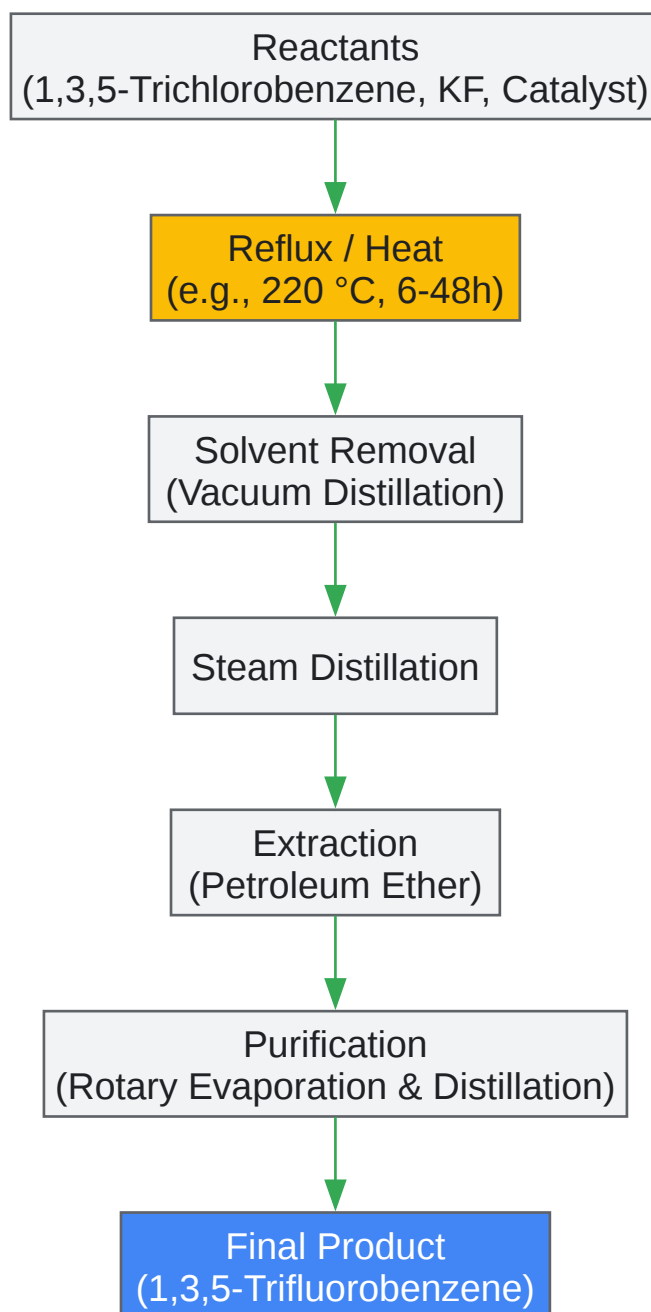 Reactants
(1,3,5-Trichlorobenzene, KF, Catalyst)
Reflux / Heat
(e.g., 220 °C, 6-48h)
Solvent Removal
(Vacuum Distillation)
Steam Distillation
Extraction
(Petroleum Ether)
Purification
(Rotary Evaporation & Distillation)
Final Product
(1,3,5-Trifluorobenzene)